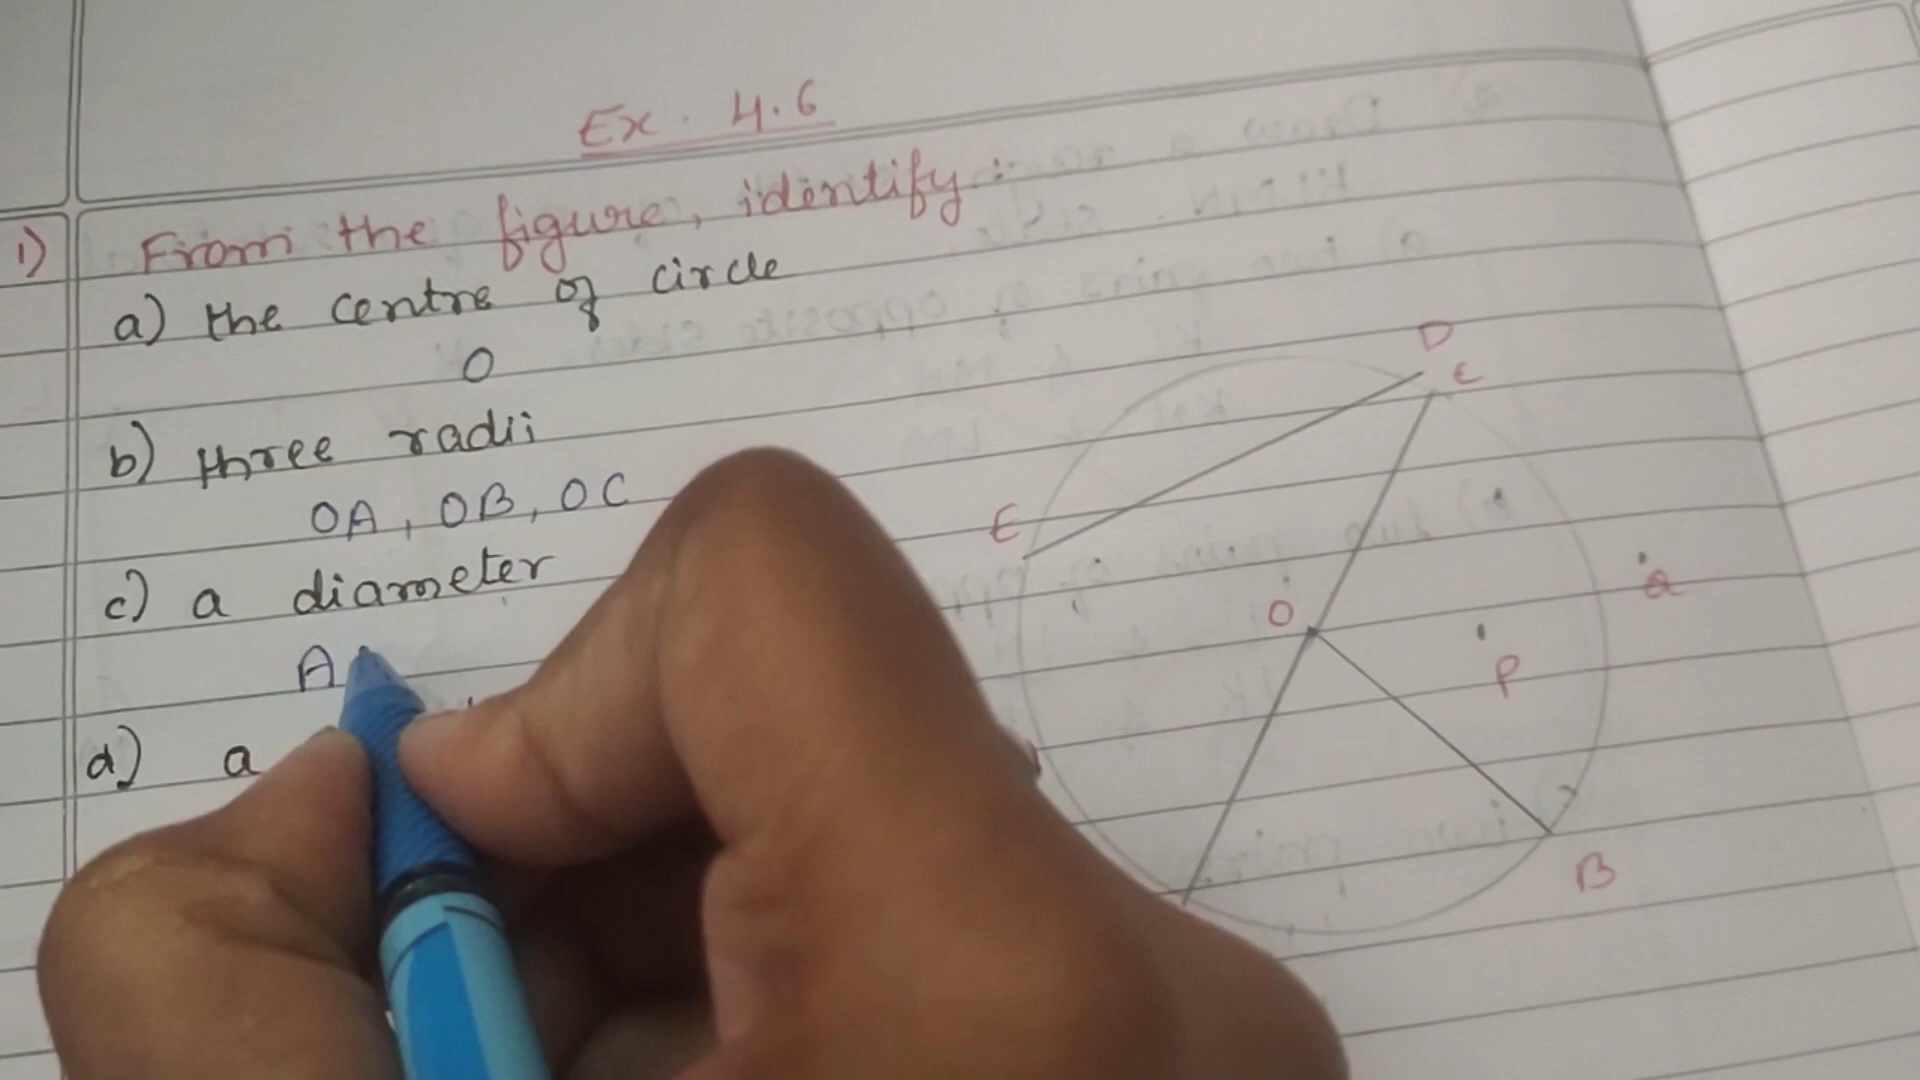 Ex. 4.6
1) From the figure, identify:
a) the centre of circle
O
b) three radii
OA, OB, OC
c) a diameter
A
d) a
D
C
E
O
Q
P
B